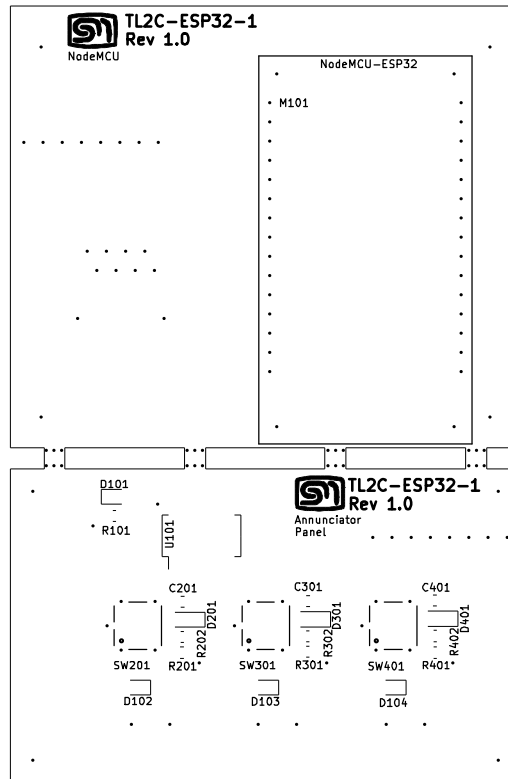 TL2C-ESP32-1
Rev 1.0
NodeMCU
NodeMCU-ESP32
M101
D101
R101
U101
TL2C-ESP32-1
Rev 1.0
Annunciator
Panel
C201
D201
R202
SW201
R201
D102
C301
D301
R302
SW301
R301
D103
C401
D401
R402
SW401
R401
D104